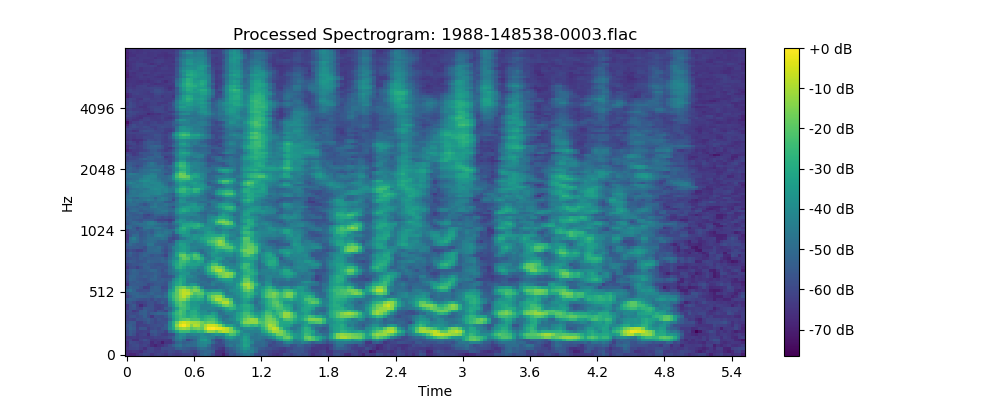 Processed Spectrogram: 1988-148538-0003.flac
Hz
4096
2048
1024
512
0
0 0.6 1.2 1.8 2.4 3 3.6 4.2 4.8 5.4
Time
+0 dB
-10 dB
-20 dB
-30 dB
-40 dB
-50 dB
-60 dB
-70 dB